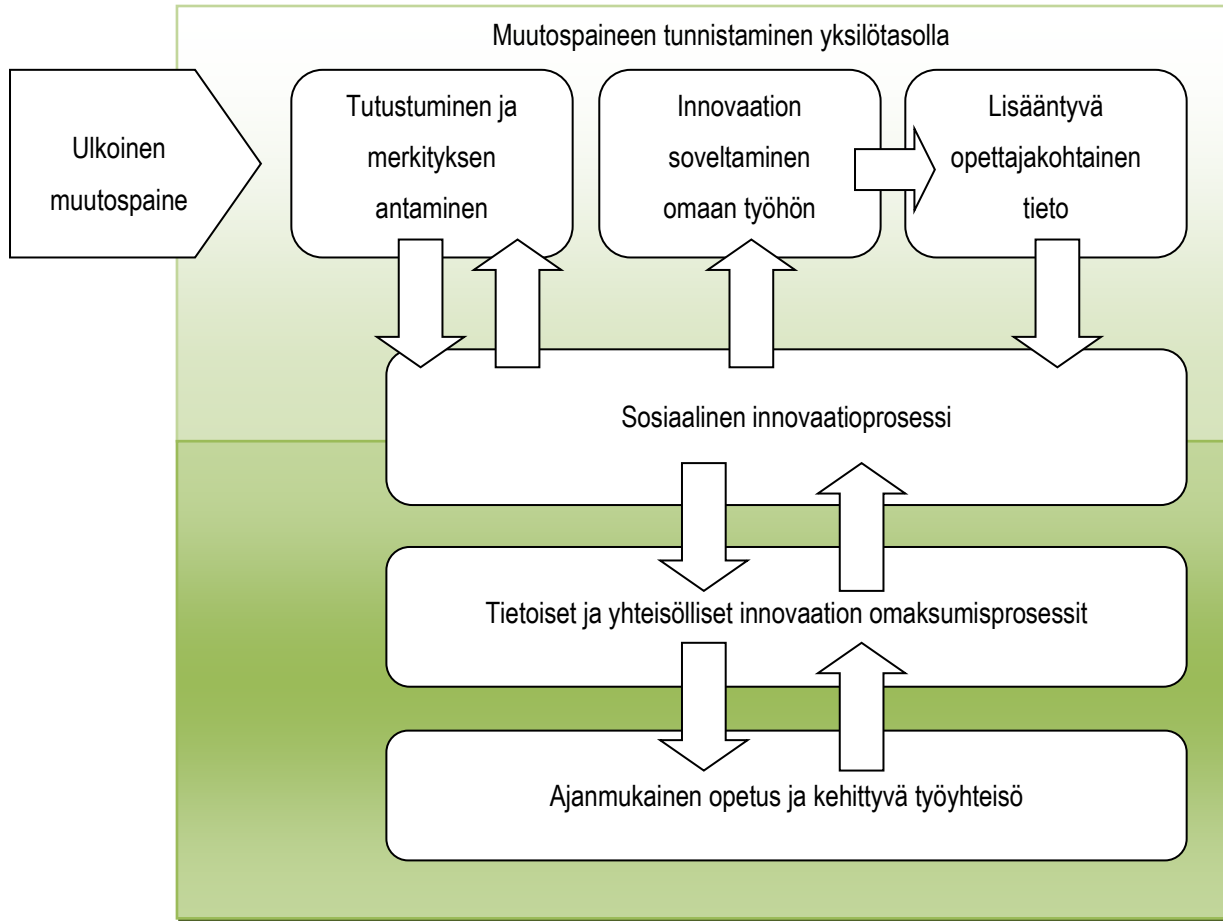 Muutospaineen tunnistaminen yksilötasolla
Ulkoinen
muutospaine
Tutustuminen ja
merkityksen
antaminen
Innovaation
soveltaminen
omaan työhön
Lisääntyvä
opettajakohtainen
tieto
Sosiaalinen innovaatioprosessi
Tietoiset ja yhteisölliset innovaation omaksumisprosessit
Ajanmukainen opetus ja kehittyvä työyhteisö